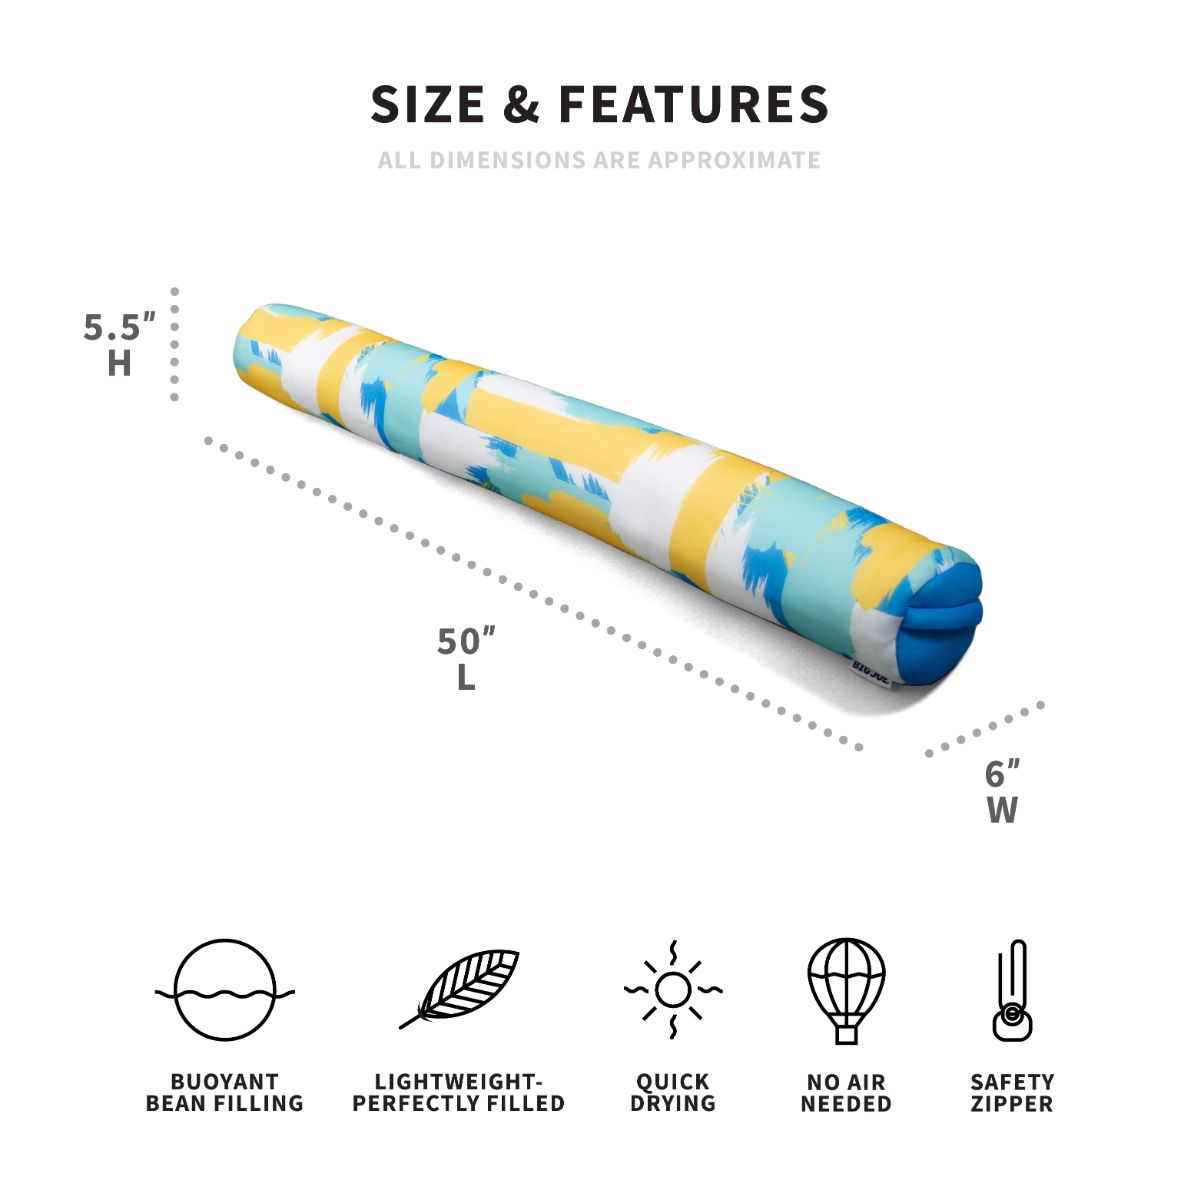 SIZE & FEATURES
ALL DIMENSIONS ARE APPROXIMATE
5.5"
H
50"
L
6"
W
BIG JOE
BUOYANT
BEAN FILLING
LIGHTWEIGHT-
PERFECTLY FILLED
QUICK
DRYING
NO AIR
NEEDED
SAFETY
ZIPPER